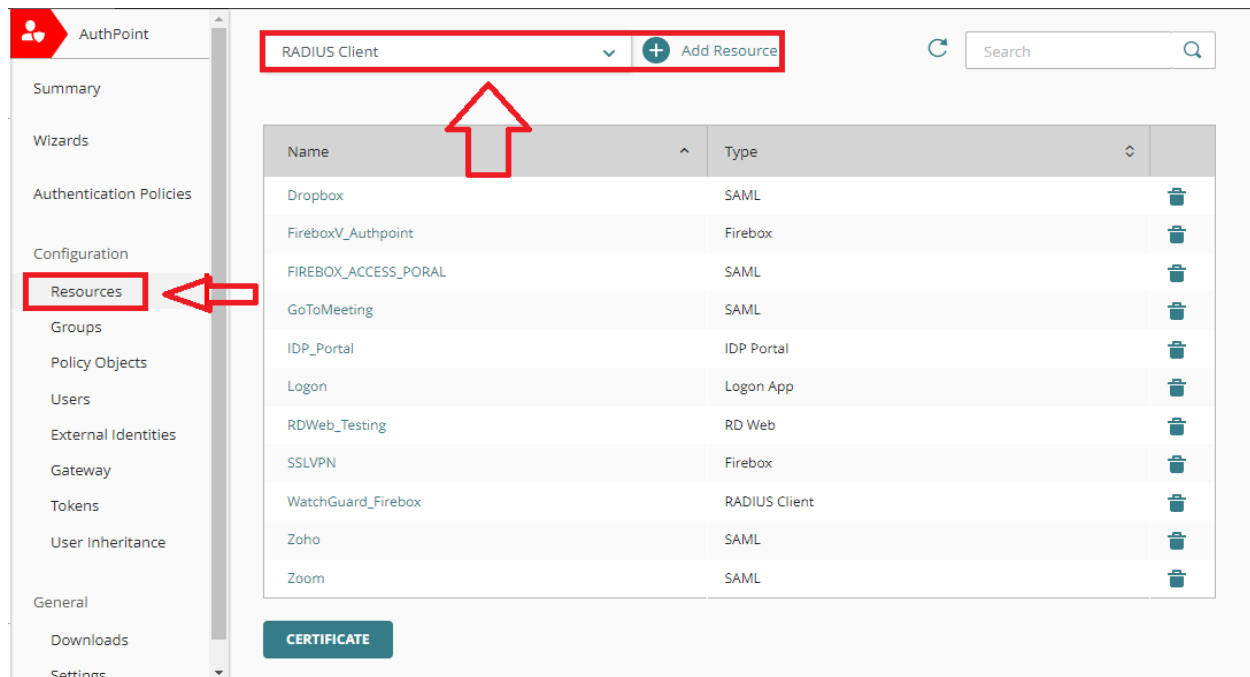 AuthPoint
Summary
Wizards
Authentication Policies
Configuration
Resources
Groups
Policy Objects
Users
External Identities
Gateway
Tokens
User Inheritance
General
Downloads
Settings
RADIUS Client
Add Resource
Search
Name Type
Dropbox SAML
FireboxV_Authpoint Firebox
FIREBOX_ACCESS_PORAL SAML
GoToMeeting SAML
IDP_Portal IDP Portal
Logon Logon App
RDWeb_Testing RD Web
SSLVPN Firebox
WatchGuard_Firebox RADIUS Client
Zoho SAML
Zoom SAML
CERTIFICATE